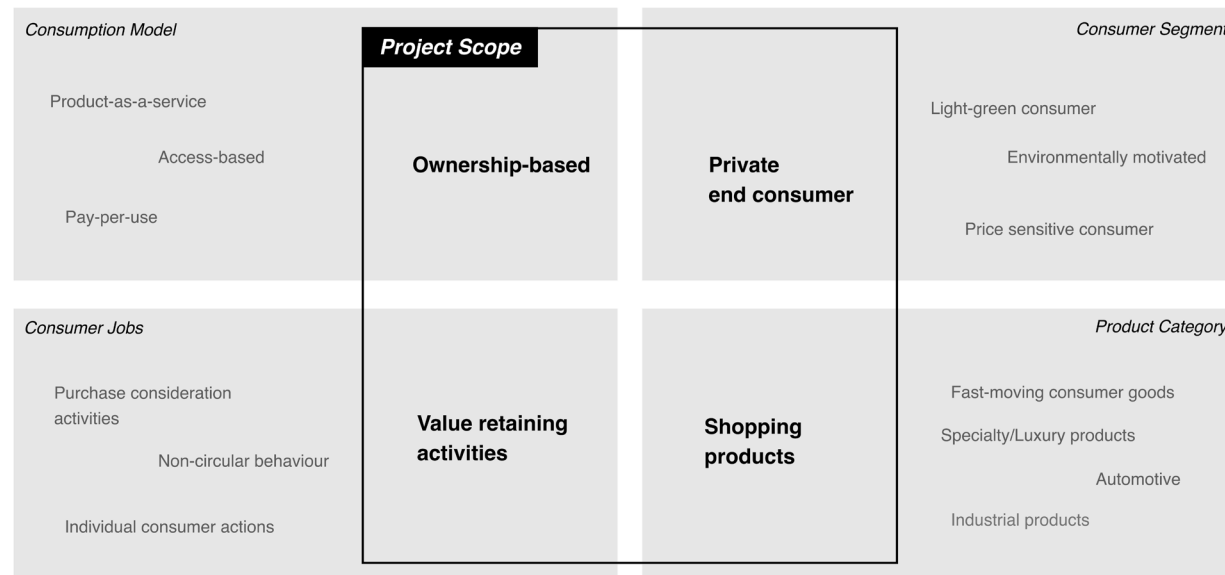 Consumption Model
Project Scope
Product-as-a-service
Access-based
Pay-per-use
Ownership-based
Consumer Segment
Private
end consumer
Light-green consumer
Environmentally motivated
Price sensitive consumer
Consumer Jobs
Purchase consideration
activities
Non-circular behaviour
Individual consumer actions
Value retaining
activities
Product Category
Shopping
products
Fast-moving consumer goods
Specialty/Luxury products
Automotive
Industrial products